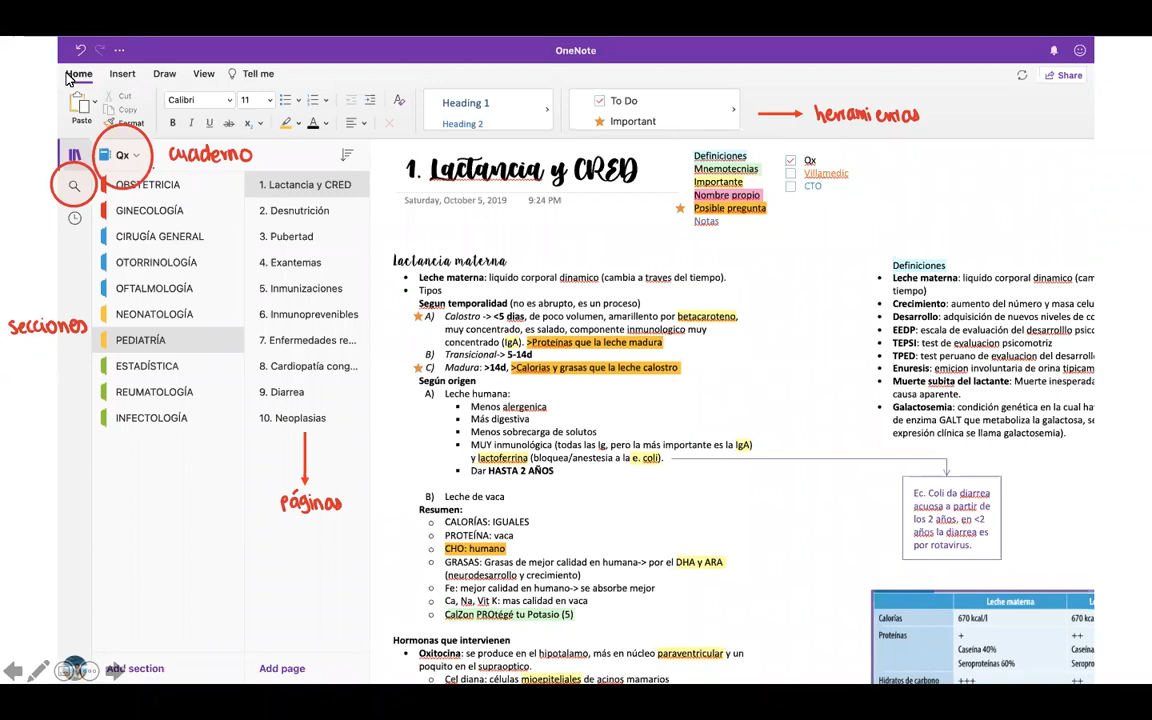 OneNote
Home Insert Draw View Tell me
Share
Paste
Cut
Copy
Format
Calibri 11
B I U ab x A
Heading 1
Heading 2
To Do
Important
herramientas
Qx
cuaderno
secciones
OBSTETRICIA
GINECOLOGÍA
CIRUGÍA GENERAL
OTORRINOLOGÍA
OFTALMOLOGÍA
NEONATOLOGÍA
PEDIATRÍA
ESTADÍSTICA
REUMATOLOGÍA
INFECTOLOGÍA
Add section
1. Lactancia y CRED
2. Desnutrición
3. Pubertad
4. Exantemas
5. Inmunizaciones
6. Inmunoprevenibles
7. Enfermedades re...
8. Cardiopatía cong...
9. Diarrea
10. Neoplasias
páginas
Add page
1. Lactancia y CRED
Saturday, October 5, 2019 9:24 PM
Definiciones
Mnemotecnias
Importante
Nombre propio
Posible pregunta
Notas
Qx
Villamedic
CTO
lactancia materna
• Leche materna: liquido corporal dinamico (cambia a traves del tiempo).
• Tipos
Segun temporalidad (no es abrupto, es un proceso)
A) Calostro -> <5 dias, de poco volumen, amarillento por betacaroteno,
muy concentrado, es salado, componente inmunologico muy
concentrado (IgA). >Proteínas que la leche madura
B) Transicional-> 5-14d
C) Madura: >14d, >Calorias y grasas que la leche calostro
Según origen
A) Leche humana:
▪ Menos alergenica
▪ Más digestiva
▪ Menos sobrecarga de solutos
▪ MUY inmunológica (todas las Ig, pero la más importante es la IgA)
y lactoferrina (bloquea/anestesia a la e. coli).
▪ Dar HASTA 2 AÑOS
B) Leche de vaca
Resumen:
o CALORÍAS: IGUALES
o PROTEÍNA: vaca
o CHO: humano
o GRASAS: Grasas de mejor calidad en humana-> por el DHA y ARA
(neurodesarrollo y crecimiento)
o Fe: mejor calidad en humano-> se absorbe mejor
o Ca, Na, Vit K: mas calidad en vaca
o CalZon PROtégé tu Potasio (5)
Hormonas que intervienen
• Oxitocina: se produce en el hipotalamo, más en núcleo paraventricular y un
poquito en el supraoptico.
o Cel diana: células mioepiteliales de acinos mamarios
Definiciones
• Leche materna: liquido corporal dinamico (cam
tiempo)
• Crecimiento: aumento del número y masa celu
• Desarrollo: adquisición de nuevos niveles de co
• EEDP: escala de evaluación del desarrolllo psico
• TEPSI: test de evaluacion psicomotriz
• TPED: test peruano de evaluacion del desarroll
• Enuresis: emicion involuntaria de orina tipicam
• Muerte subita del lactante: Muerte inesperada
causa aparente.
• Galactosemia: condición genética en la cual ha
de enzima GALT que metaboliza la galactosa, se
expresión clínica se llama galactosemia).
Ec. Coli da diarrea
acuosa a partir de
los 2 años, en <2
años la diarrea es
por rotavirus.
Leche materna
Calorías 670 kcal/l 670 kca
Proteínas + ++
Caseína 40% Caseína
Seroproteínas 60% Seroprot
Hidratos de carbono +++ ++